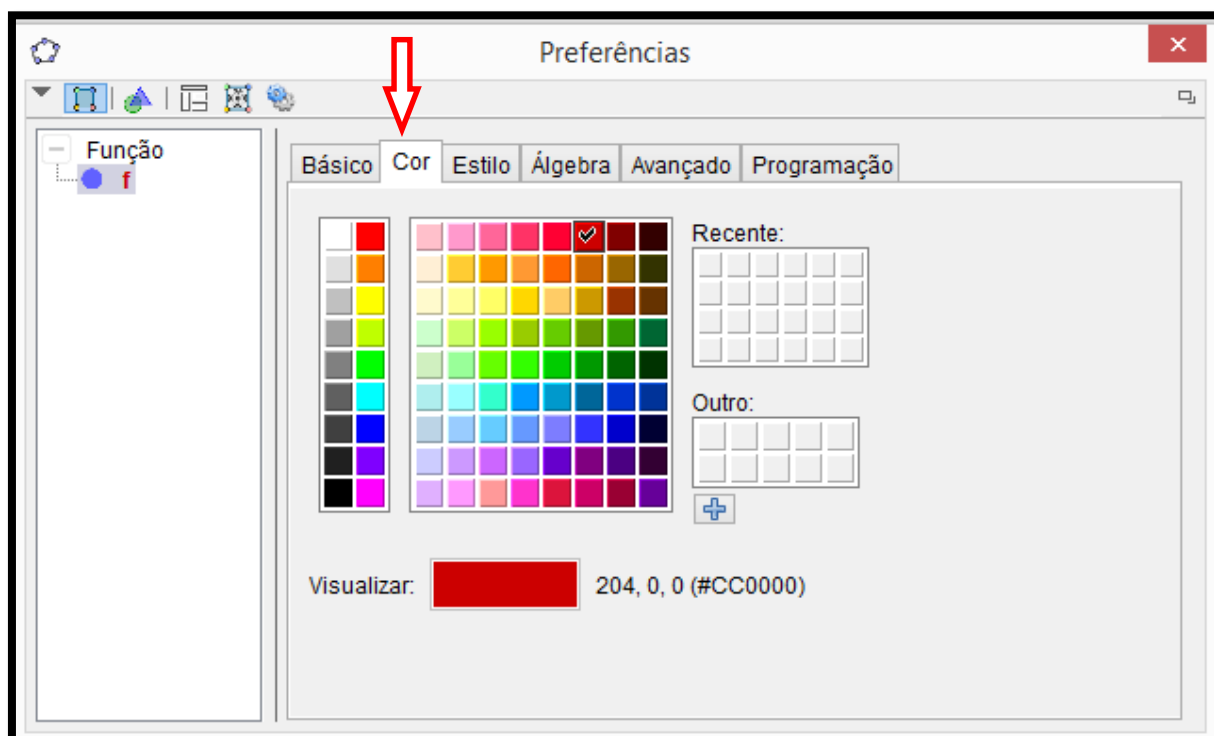 Preferências
Função
f
Básico Cor Estilo Álgebra Avançado Programação
Recente:
Outro:
Visualizar: 204, 0, 0 (#CC0000)